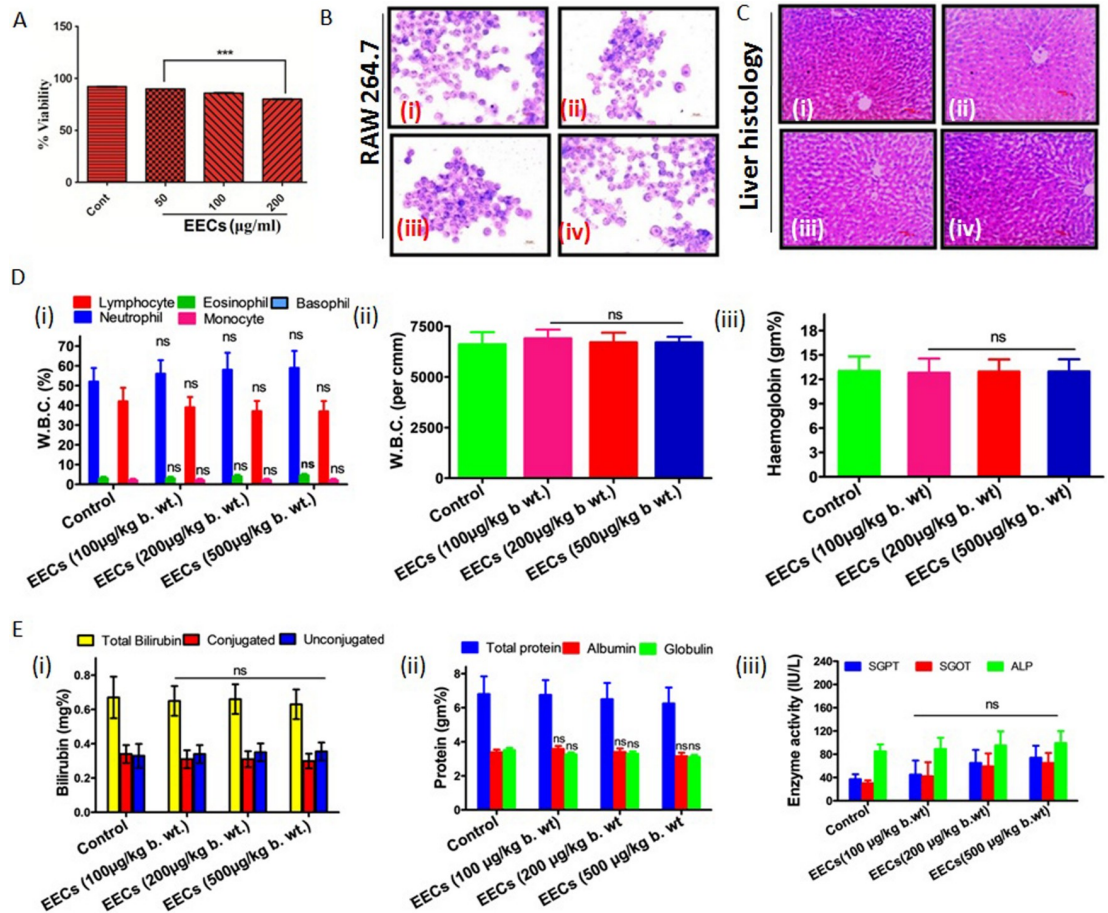 A
150
100
50
0
% Viability
***
Cont
50
100
200
EECs (µg/ml)
B
RAW 264.7
(i)
(ii)
(iii)
(iv)
C
Liver histology
(i)
(ii)
(iii)
(iv)
D
(i)
Lymphocyte
Eosinophil
Basophil
Neutrophil
Monocyte
W.B.C. (%)
70
60
50
40
30
20
10
0
ns
ns
ns
ns
ns
ns
ns
ns
ns
ns
ns
ns
Control
EECs (100µg/kg b. wt.)
EECs (200µg/kg b. wt.)
EECs (500µg/kg b. wt.)
(ii)
W.B.C. (per cmm)
7500
5000
2500
0
ns
Control
EECs (100µg/kg b. wt.)
EECs (200µg/kg b. wt.)
EECs (500µg/kg b. wt.)
(iii)
Haemoglobin (gm%)
18
15
12
9
6
3
0
ns
Control
EECs (100µg/kg b. wt)
EECs (200µg/kg b. wt)
EECs (500µg/kg b. wt)
E
(i)
Total Bilirubin
Conjugated
Unconjugated
Bilirubin (mg%)
0.8
0.6
0.4
0.2
0.0
ns
Control
EECs (100µg/kg b. wt.)
EECs (200µg/kg b. wt.)
EECs (500µg/kg b. wt.)
(ii)
Total protein
Albumin
Globulin
Protein (gm%)
8
6
4
2
0
ns
ns
ns
ns
ns
ns
Control
EECs (100 µg/kg b. wt)
EECs (200 µg/kg b. wt
EECs (500 µg/kg b. wt
(iii)
SGPT
SGOT
ALP
Enzyme activity (IU/L)
240
200
160
120
80
40
0
ns
Control
EECs(100 µg/kg b.wt)
EECs(200 µg/kg b.wt)
EECs(500 µg/kg b.wt)